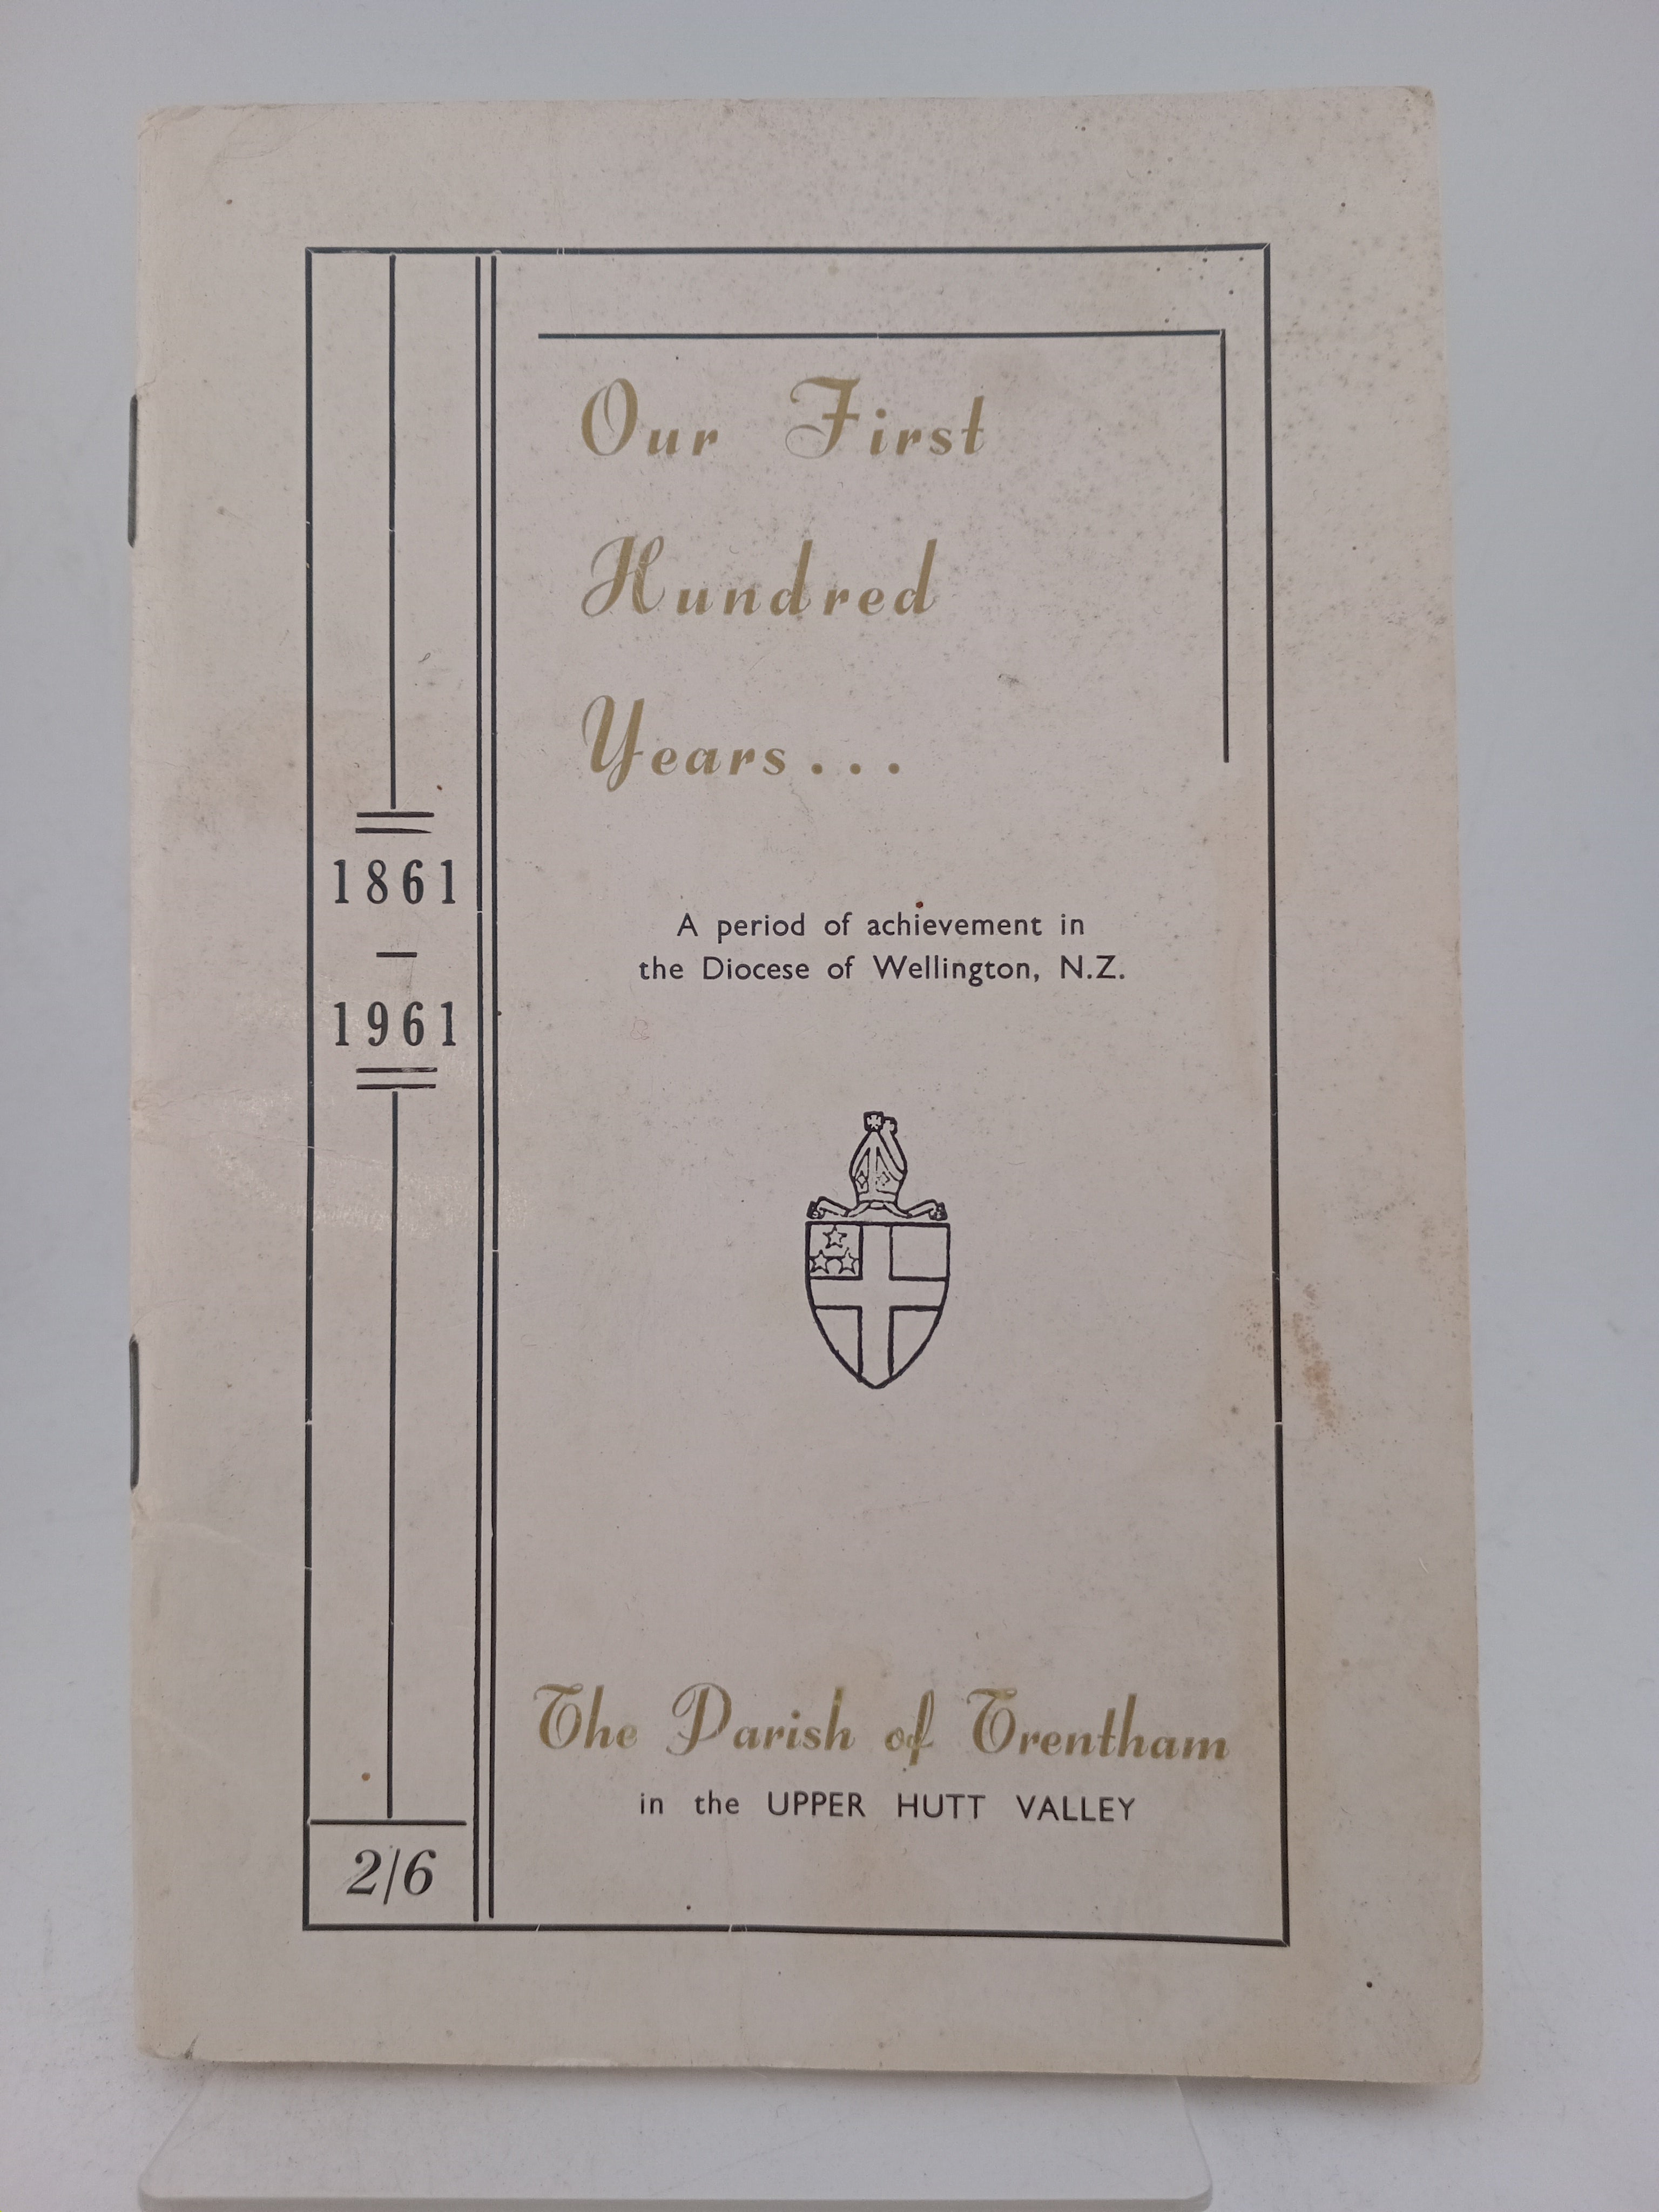 Our First
Hundred
Years...
1861
—
1961
A period of achievement in
the Diocese of Wellington, N.Z.
The Parish of Trentham
in the UPPER HUTT VALLEY
2/6